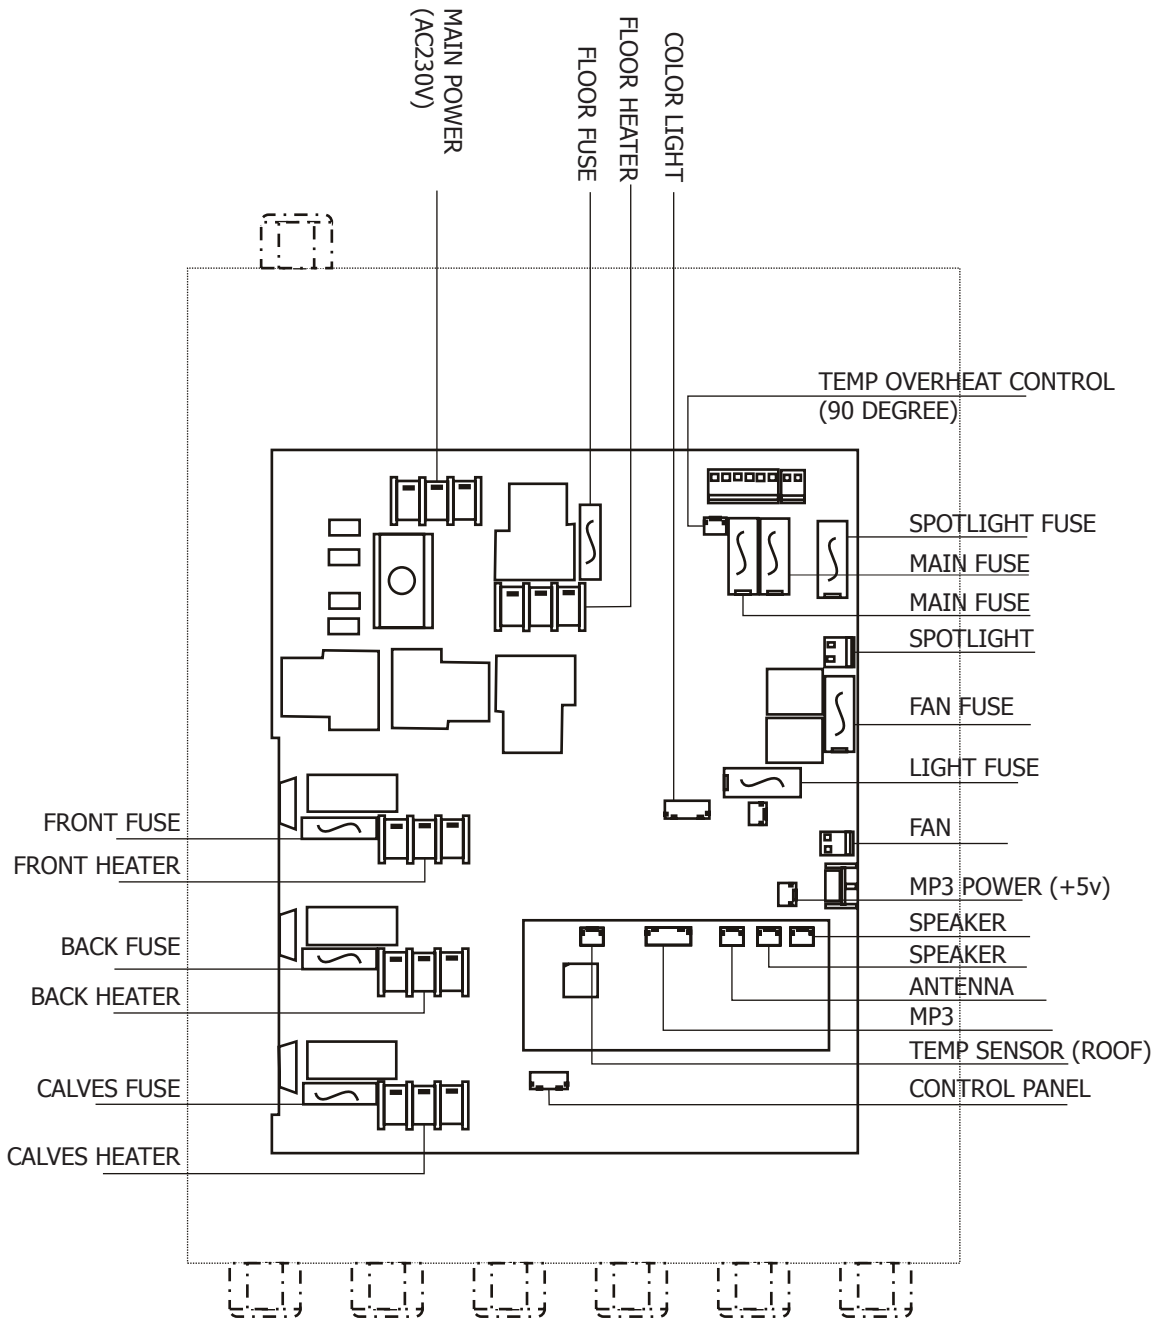 MAIN POWER
(AC230V)
FLOOR FUSE
FLOOR HEATER
COLOR LIGHT
TEMP OVERHEAT CONTROL
(90 DEGREE)
SPOTLIGHT FUSE
MAIN FUSE
MAIN FUSE
SPOTLIGHT
FAN FUSE
LIGHT FUSE
FAN
MP3 POWER (+5v)
SPEAKER
SPEAKER
ANTENNA
MP3
TEMP SENSOR (ROOF)
CONTROL PANEL
FRONT FUSE
FRONT HEATER
BACK FUSE
BACK HEATER
CALVES FUSE
CALVES HEATER